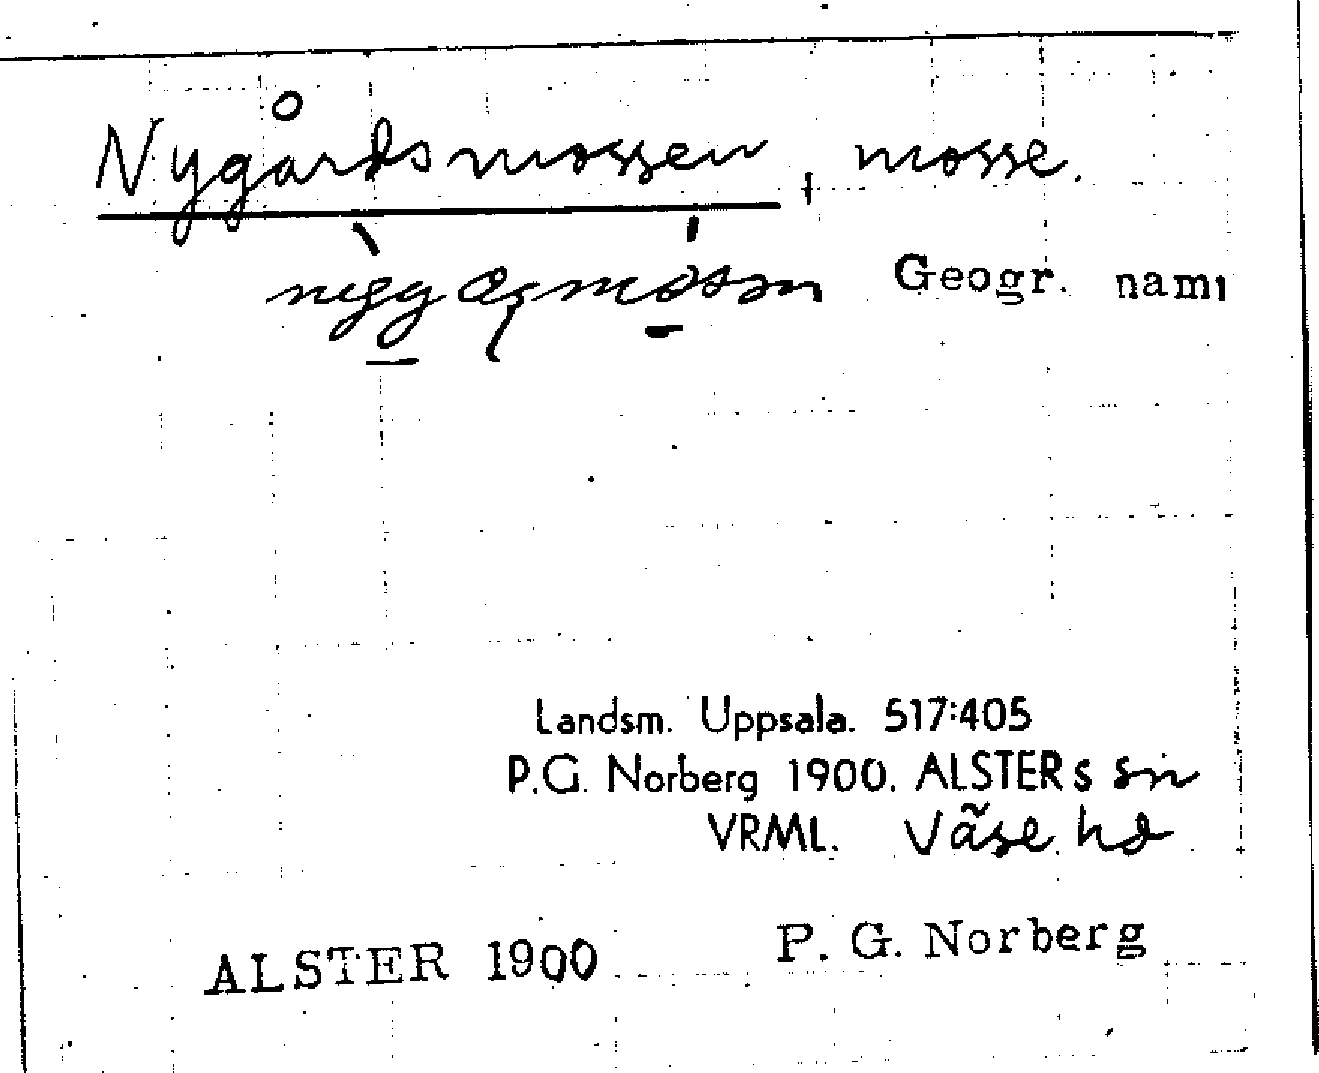 Nygårdsmossen, mosse.
Geogr. namn
Landsm. Uppsala. 517:405
P.G. Norberg 1900. ALSTERs sn
VRML. Väse hd
ALSTER 1900 P. G. Norberg